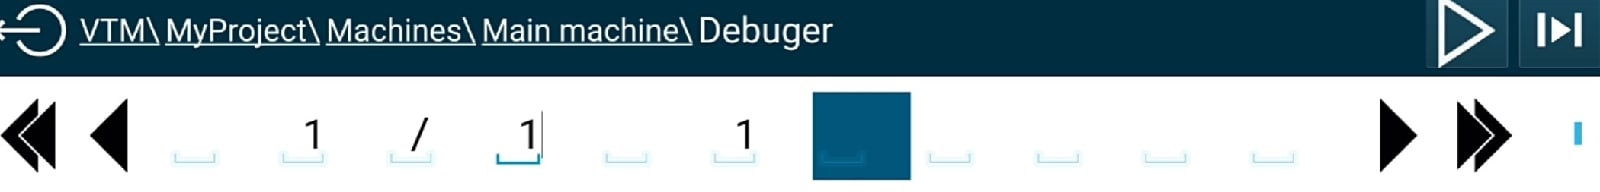 VTM\ MyProject\ Machines\ Main machine\ Debuger
1 / 1 1